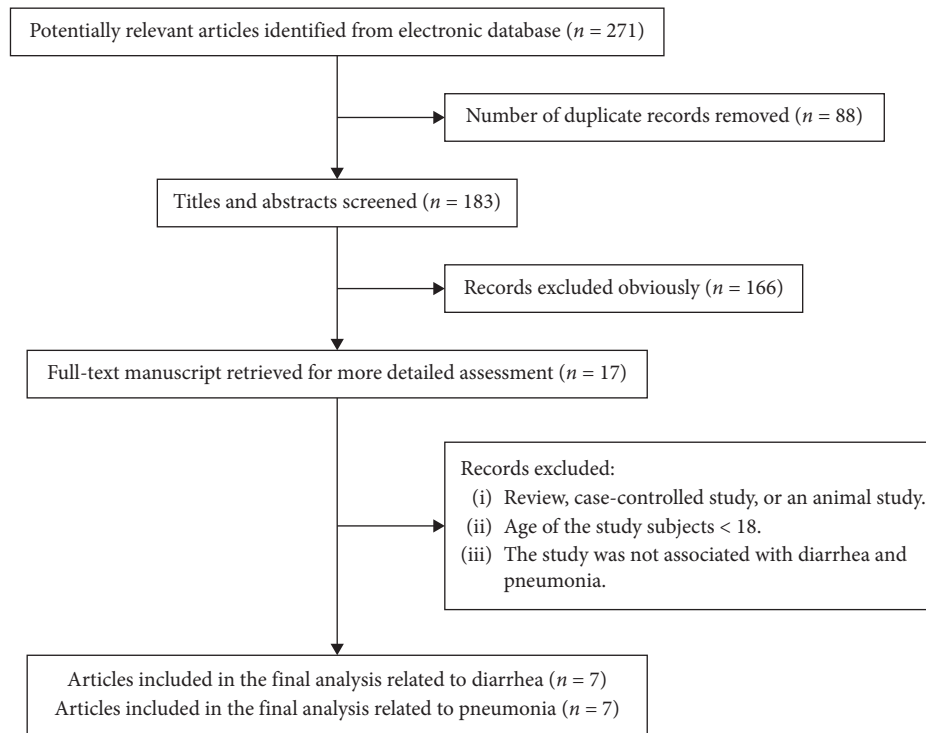 Potentially relevant articles identified from electronic database (n = 271)
Number of duplicate records removed (n = 88)
Titles and abstracts screened (n = 183)
Records excluded obviously (n = 166)
Full-text manuscript retrieved for more detailed assessment (n = 17)
Records excluded:
(i) Review, case-controlled study, or an animal study.
(ii) Age of the study subjects < 18.
(iii) The study was not associated with diarrhea and
pneumonia.
Articles included in the final analysis related to diarrhea (n = 7)
Articles included in the final analysis related to pneumonia (n = 7)